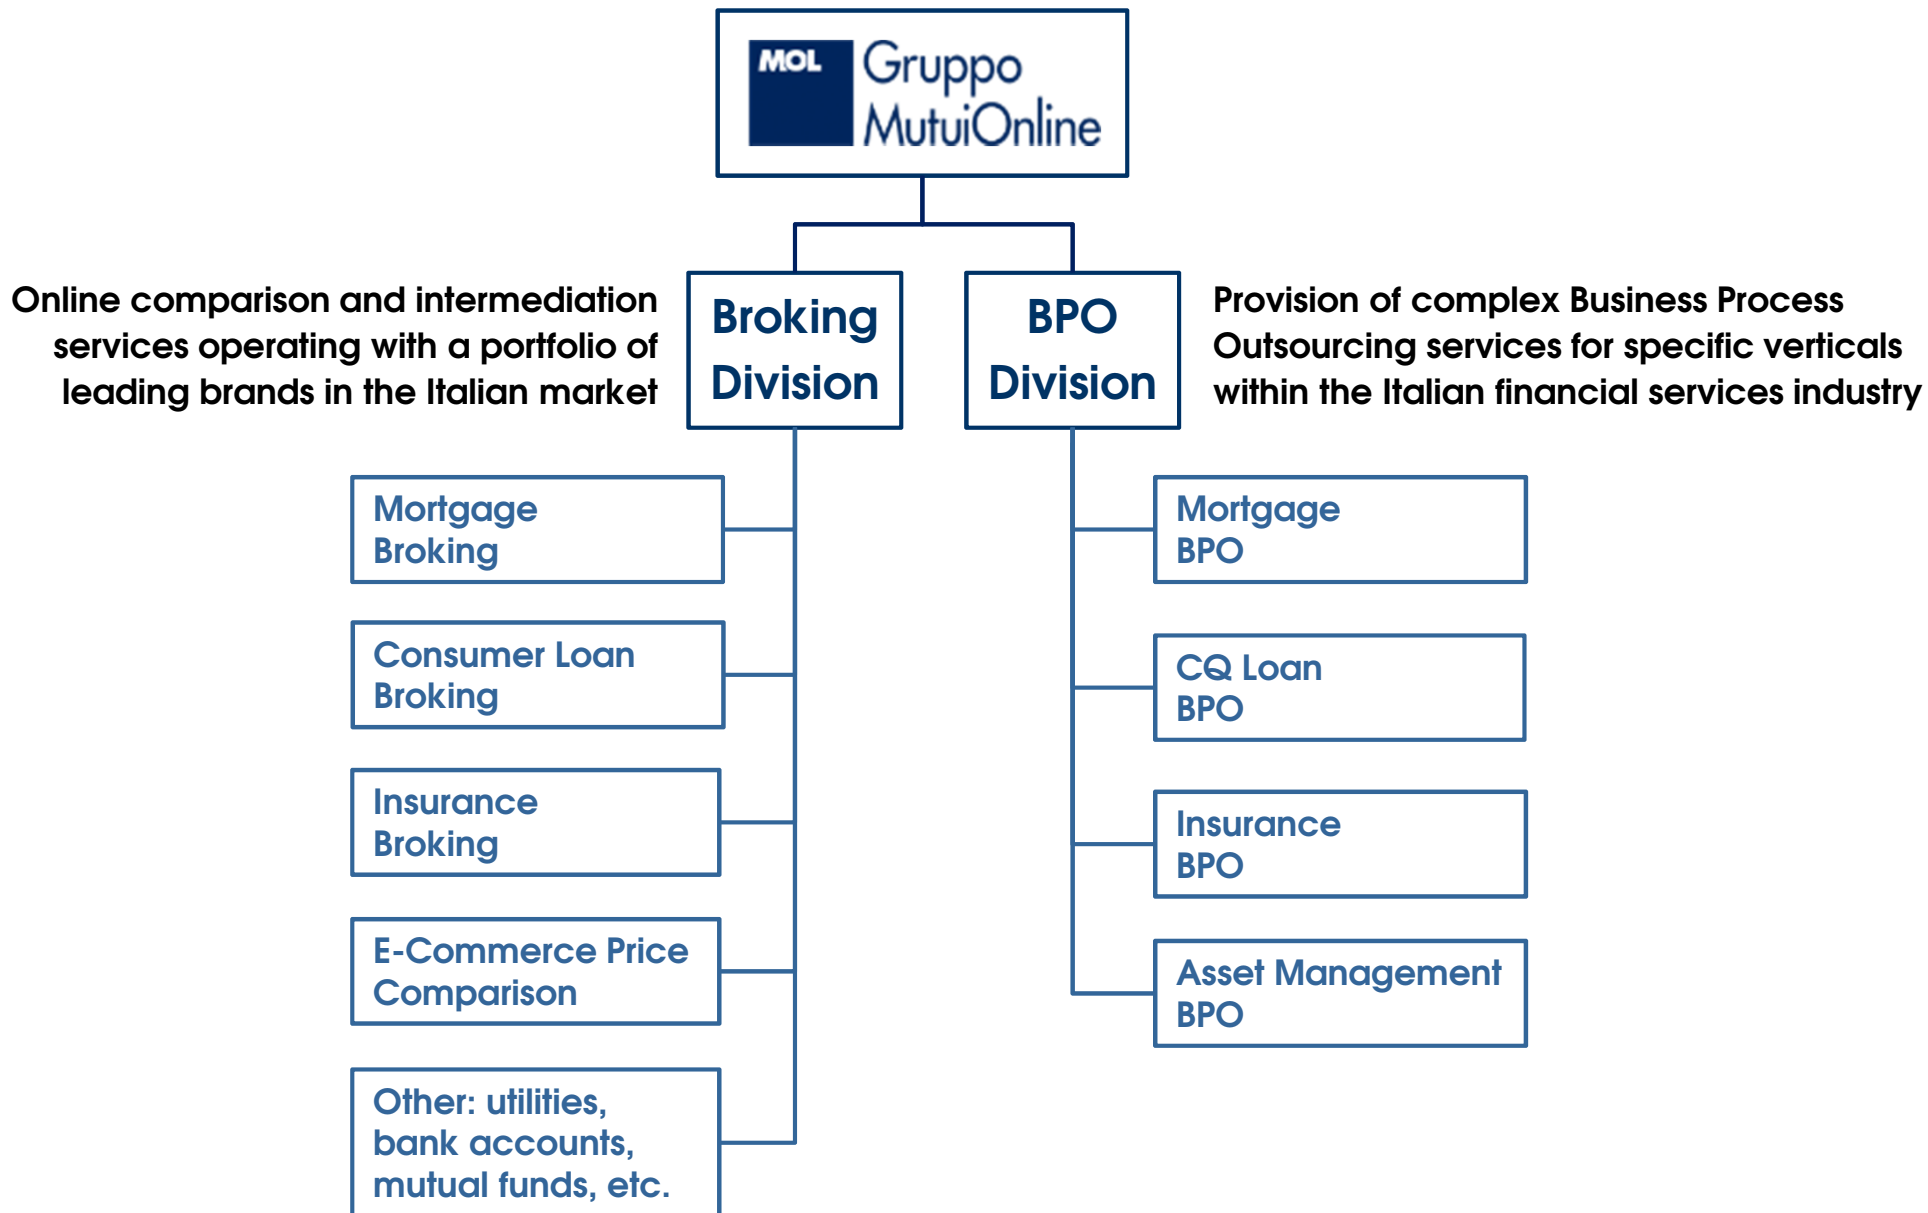 MOL
Gruppo
MutuiOnline
Online comparison and intermediation
services operating with a portfolio of
leading brands in the Italian market
Broking
Division
BPO
Division
Provision of complex Business Process
Outsourcing services for specific verticals
within the Italian financial services industry
Mortgage
Broking
Consumer Loan
Broking
Insurance
Broking
E-Commerce Price
Comparison
Other: utilities,
bank accounts,
mutual funds, etc.
Mortgage
BPO
CQ Loan
BPO
Insurance
BPO
Asset Management
BPO